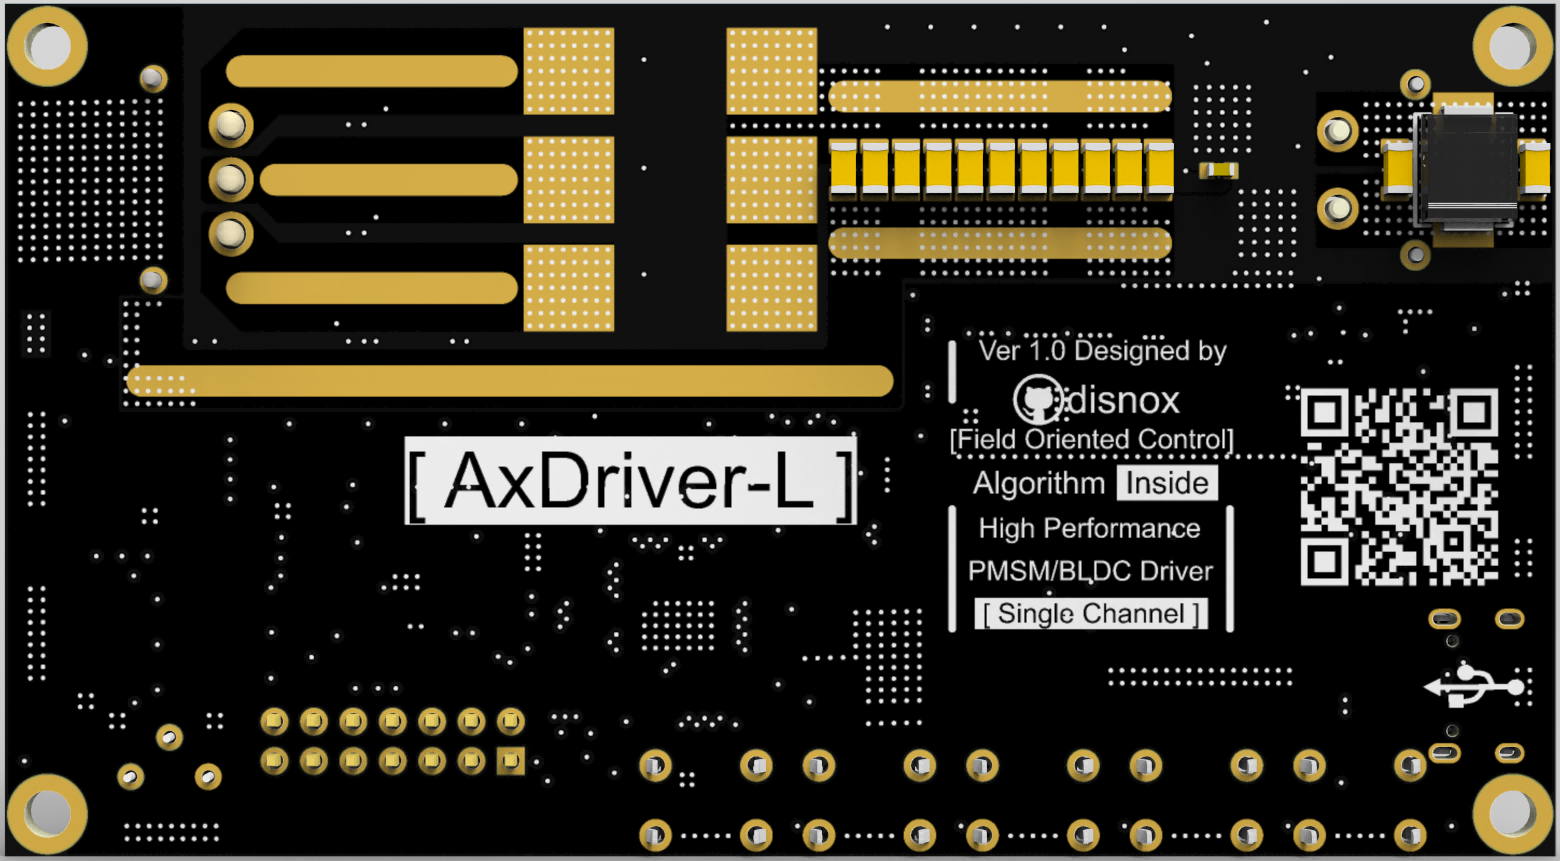 Ver 1.0 Designed by
disnox
[Field Oriented Control]
[ AxDriver-L ]
Algorithm Inside
High Performance
PMSM/BLDC Driver
[ Single Channel ]